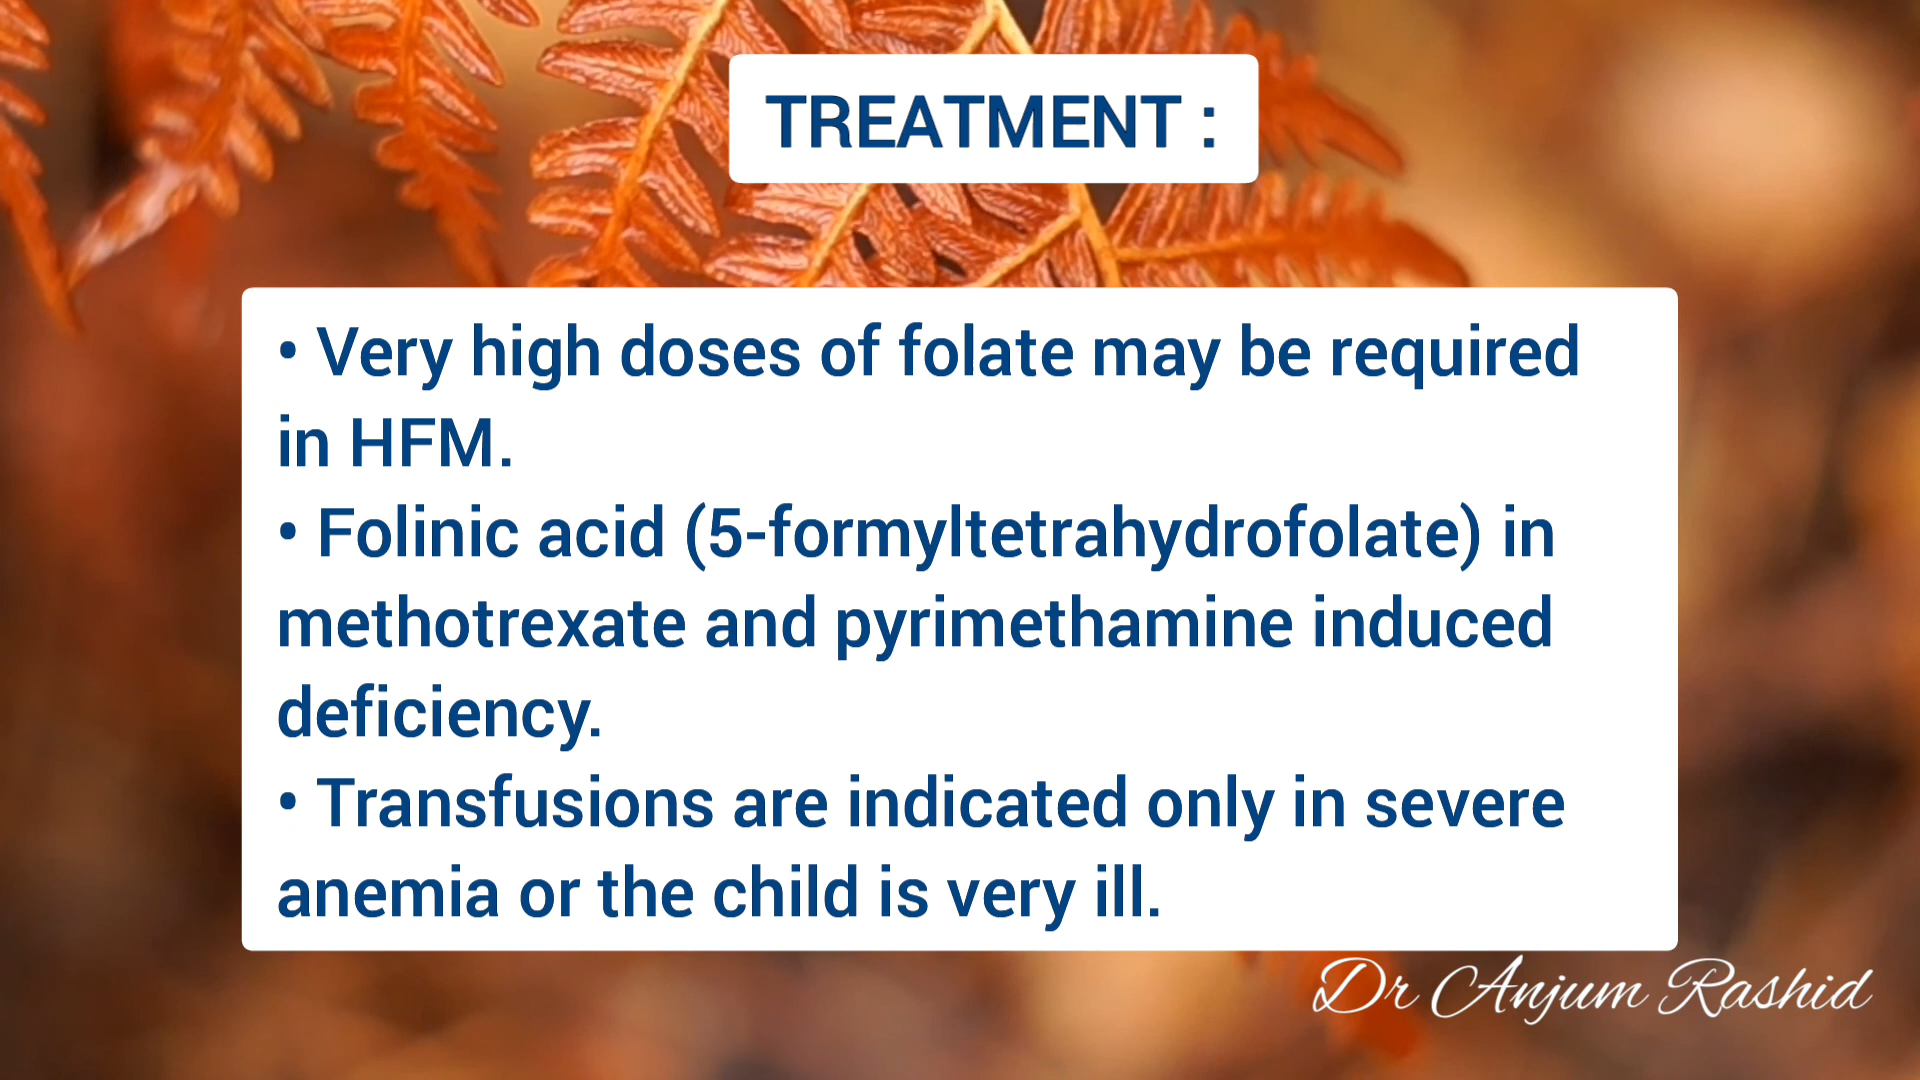 TREATMENT :
• Very high doses of folate may be required
in HFM.
• Folinic acid (5-formyltetrahydrofolate) in
methotrexate and pyrimethamine induced
deficiency.
• Transfusions are indicated only in severe
anemia or the child is very ill.
Dr Anjum Rashid